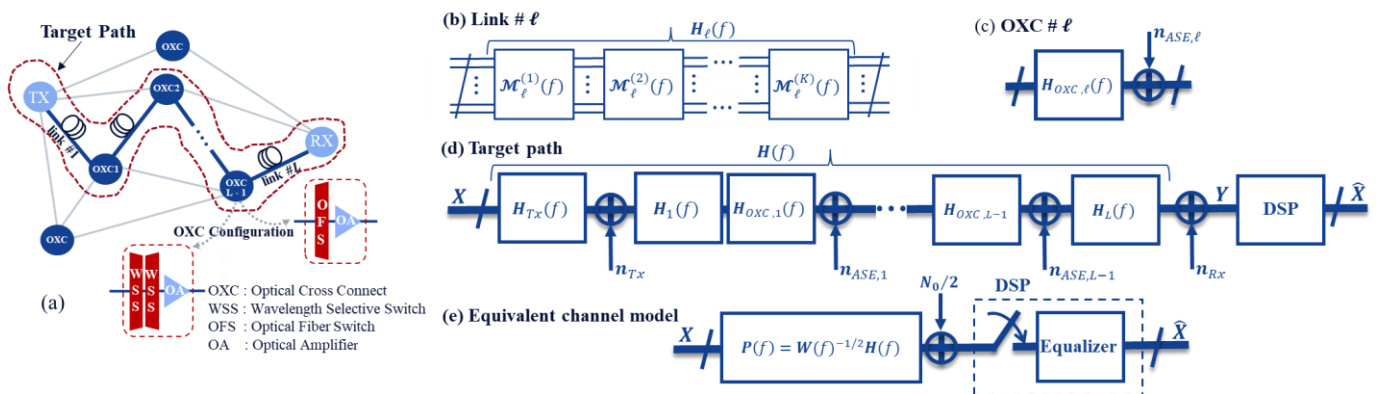 Target Path
OXC
TX
OXC2
link #1
OXC1
RX
OXC
L - 1
link #L
OXC
OXC Configuration
O
F
S
OA
W
S
S
W
S
S
OA
(a)
OXC : Optical Cross Connect
WSS : Wavelength Selective Switch
OFS : Optical Fiber Switch
OA : Optical Amplifier
(b) Link # ℓ
H_ℓ(f)
M_ℓ^(1)(f)
M_ℓ^(2)(f)
M_ℓ^(K)(f)
(c) OXC # ℓ
n_ASE,ℓ
H_OXC,ℓ(f)
(d) Target path
H(f)
X
H_Tx(f)
H_1(f)
H_OXC,1(f)
H_OXC,L−1
H_L(f)
Y
DSP
X̂
n_Tx
n_ASE,1
n_ASE,L−1
n_Rx
(e) Equivalent channel model
N_0/2
DSP
X
P(f) = W(f)^−1/2 H(f)
Equalizer
X̂